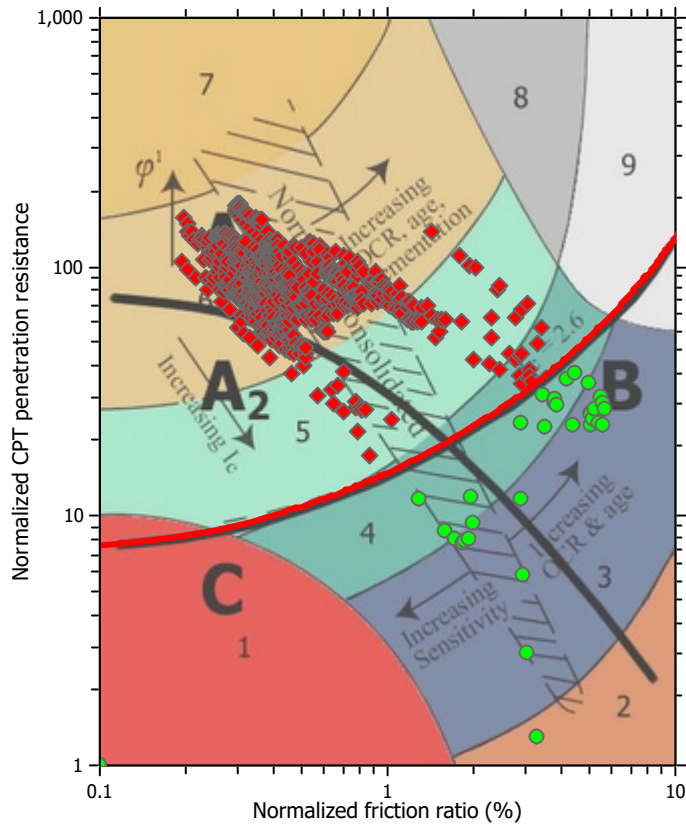 1,000
7
8
9
φ¹
Increasing
OCR, age,
100
= 2.6
A₂
B
Consolidated
Increasing Ic
5
Normalized CPT penetration resistance
10
4
Increasing
OCR & age
C
3
1
Increasing
Sensitivity
2
1
0.1
1
10
Normalized friction ratio (%)